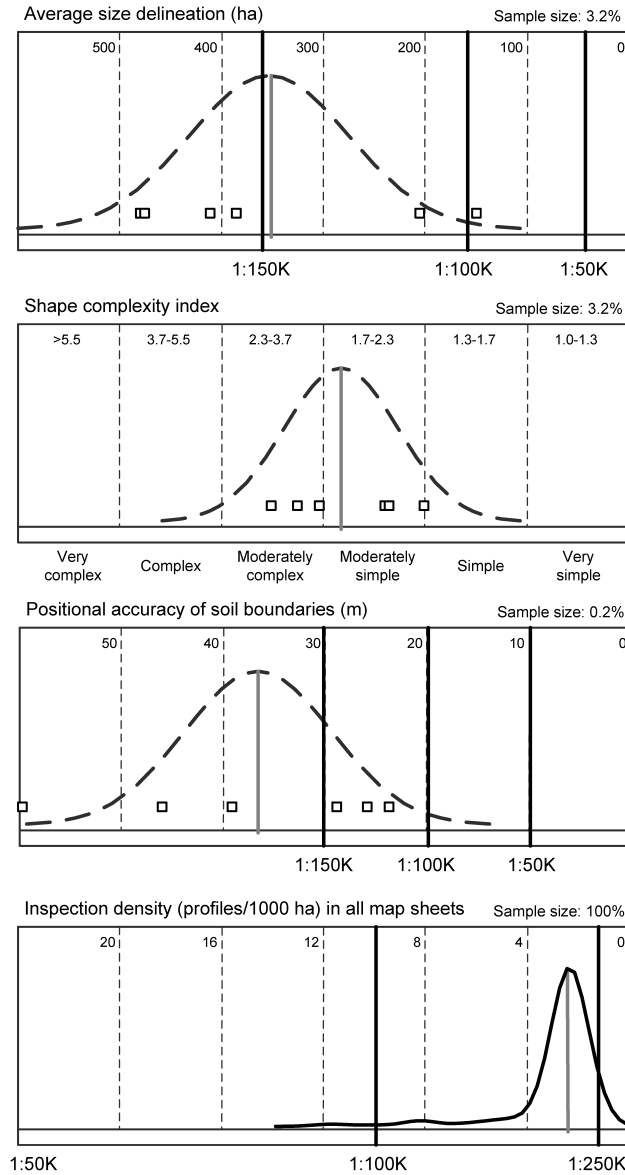 Average size delineation (ha) Sample size: 3.2%
500 400 300 200 100 0
1:150K 1:100K 1:50K
Shape complexity index Sample size: 3.2%
>5.5 3.7-5.5 2.3-3.7 1.7-2.3 1.3-1.7 1.0-1.3
Very complex Complex Moderately complex Moderately simple Simple Very simple
Positional accuracy of soil boundaries (m) Sample size: 0.2%
50 40 30 20 10 0
1:150K 1:100K 1:50K
Inspection density (profiles/1000 ha) in all map sheets Sample size: 100%
20 16 12 8 4 0
1:50K 1:100K 1:250K